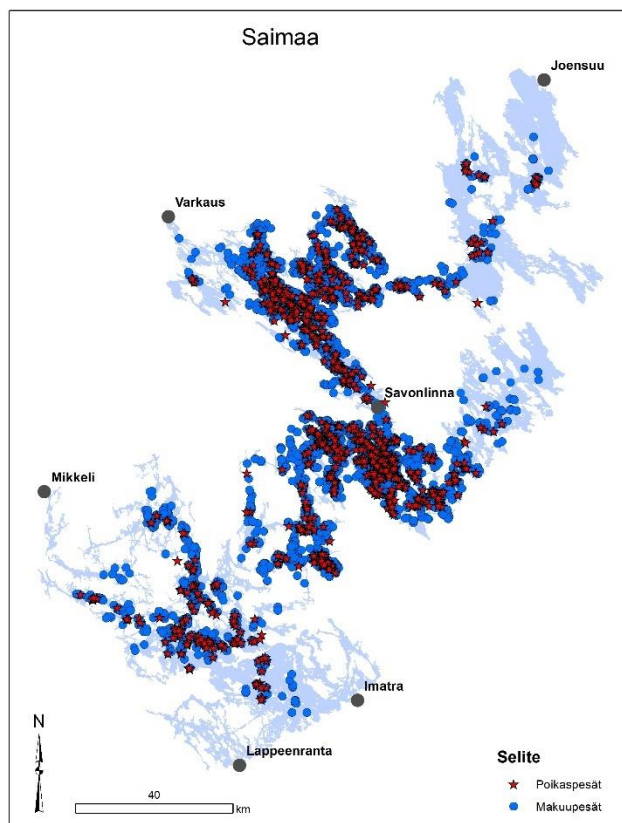 Saimaa
Joensuu
Varkaus
Savonlinna
Mikkeli
Imatra
Lappeenranta
N
40
km
Selite
Poikaspesät
Makuupesät